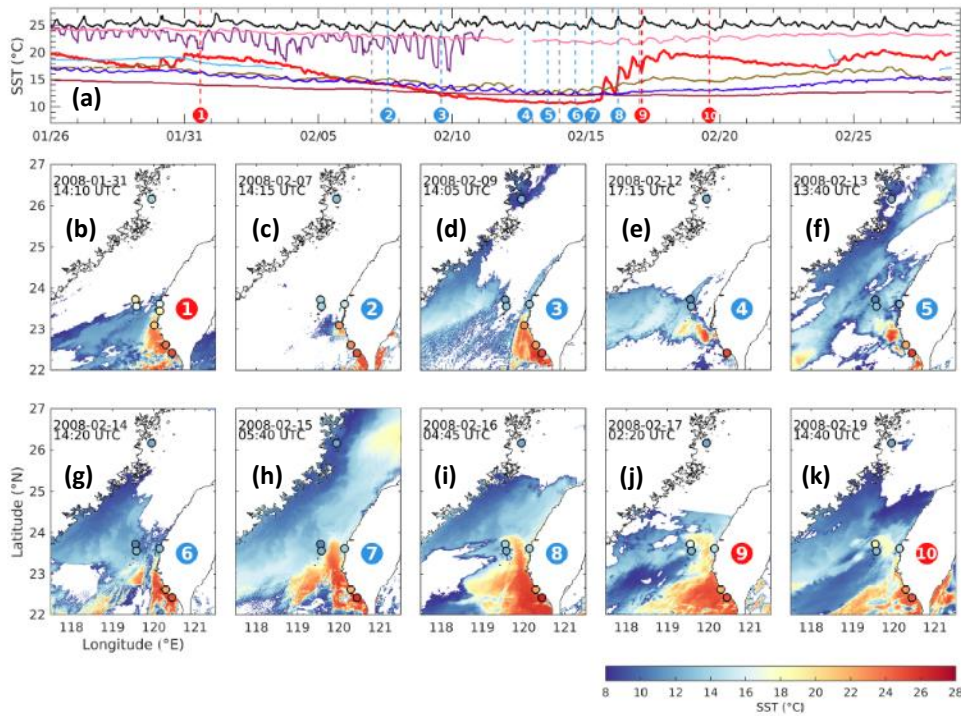 SST (°C)
25
20
15
10
(a)
1 2 3 4 5 6 7 8 9 10
01/26 01/31 02/05 02/10 02/15 02/20 02/25
27
26
25
24
23
22
2008-01-31
14:10 UTC
(b)
1
2008-02-07
14:15 UTC
(c)
2
2008-02-09
14:05 UTC
(d)
3
2008-02-12
17:15 UTC
(e)
4
2008-02-13
13:40 UTC
(f)
5
Latitude (°N)
27
26
25
24
23
22
2008-02-14
14:20 UTC
(g)
6
2008-02-15
05:40 UTC
(h)
7
2008-02-16
04:45 UTC
(i)
8
2008-02-17
02:20 UTC
(j)
9
2008-02-19
14:40 UTC
(k)
10
118 119 120 121 118 119 120 121 118 119 120 121 118 119 120 121 118 119 120 121
Longitude (°E)
8 10 12 14 16 18 20 22 24 26 28
SST (°C)